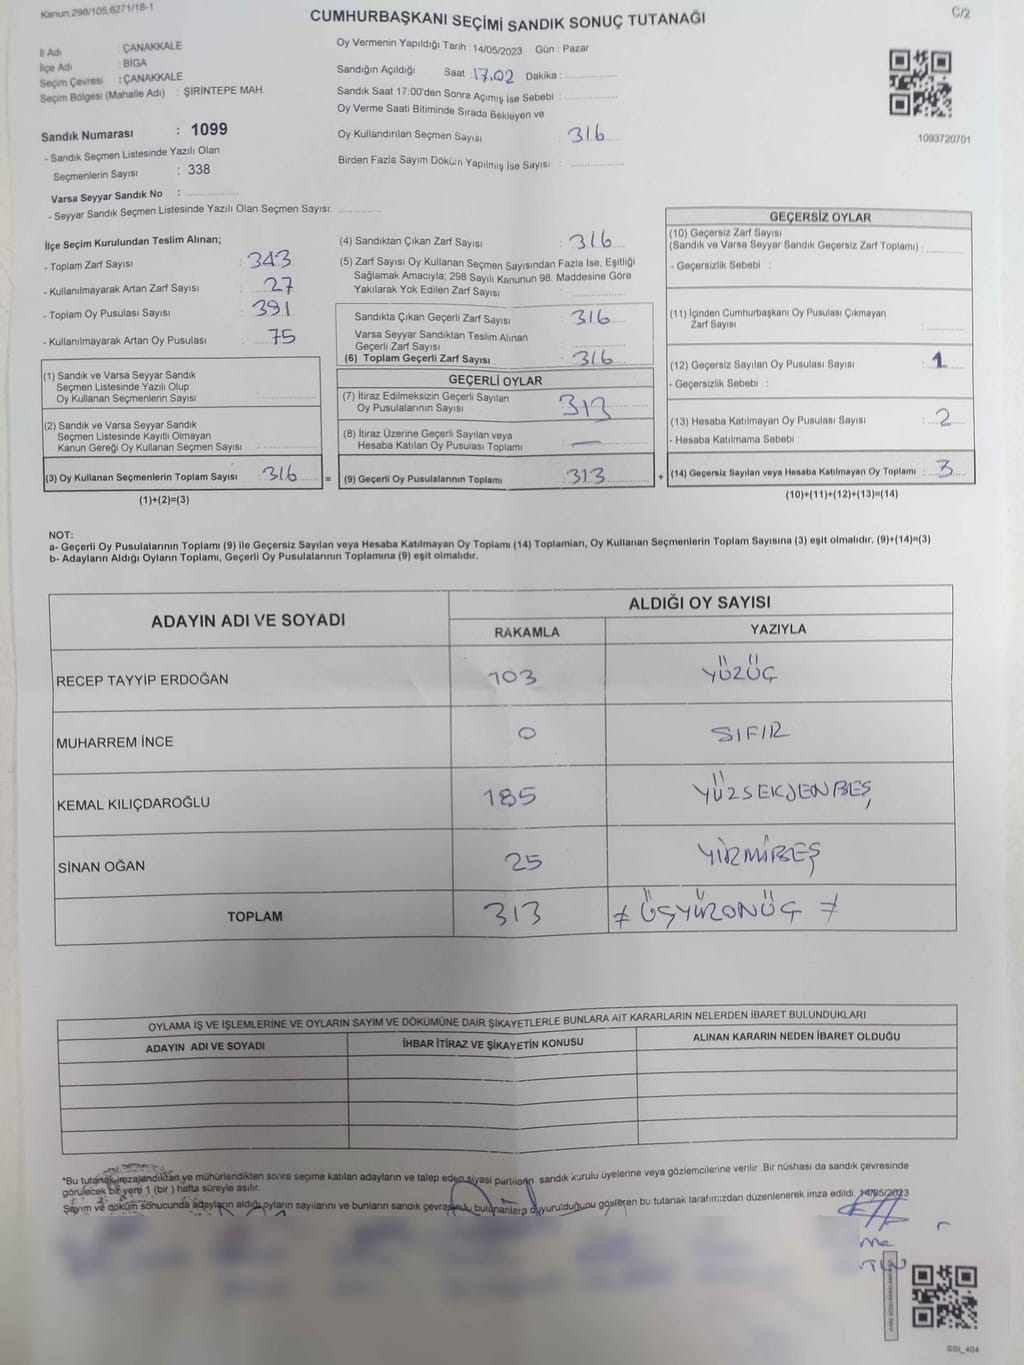 Kanun.298/105,6271/18-1
C/2
CUMHURBAŞKANI SEÇİMİ SANDIK SONUÇ TUTANAĞI
İl Adı : ÇANAKKALE
İlçe Adı : BİGA
Seçim Çevresi : ÇANAKKALE
Seçim Bölgesi (Mahalle Adı) : ŞİRİNTEPE MAH.
Sandık Numarası : 1099
- Sandık Seçmen Listesinde Yazılı Olan
Seçmenlerin Sayısı : 338
Varsa Seyyar Sandık No :
- Seyyar Sandık Seçmen Listesinde Yazılı Olan Seçmen Sayısı:
Oy Vermenin Yapıldığı Tarih : 14/05/2023 Gün : Pazar
Sandığın Açıldığı Saat : 17.02 Dakika :
Sandık Saat 17:00'den Sonra Açımış İse Sebebi :
Oy Verme Saati Bitiminde Sırada Bekleyen ve
Oy Kullandırılan Seçmen Sayısı : 316
Birden Fazla Sayım Döküm Yapılmış İse Sayısı :
1093720701
İlçe Seçim Kurulundan Teslim Alınan;
- Toplam Zarf Sayısı : 343
- Kullanılmayarak Artan Zarf Sayısı : 27
- Toplam Oy Pusulası Sayısı : 391
- Kullanılmayarak Artan Oy Pusulası : 75
(1) Sandık ve Varsa Seyyar Sandık
Seçmen Listesinde Yazılı Olup
Oy Kullanan Seçmenlerin Sayısı :
(2) Sandık ve Varsa Seyyar Sandık
Seçmen Listesinde Kayıtlı Olmayan
Kanun Gereği Oy Kullanan Seçmen Sayısı :
(3) Oy Kullanan Seçmenlerin Toplam Sayısı : 316
(1)+(2)=(3)
=
(4) Sandıktan Çıkan Zarf Sayısı : 316
(5) Zarf Sayısı Oy Kullanan Seçmen Sayısından Fazla İse, Eşitliği
Sağlamak Amacıyla; 298 Sayılı Kanunun 98. Maddesine Göre
Yakılarak Yok Edilen Zarf Sayısı :
Sandıkta Çıkan Geçerli Zarf Sayısı : 316
Varsa Seyyar Sandıktan Teslim Alınan
Geçerli Zarf Sayısı :
(6) Toplam Geçerli Zarf Sayısı : 316
GEÇERLİ OYLAR
(7) İtiraz Edilmeksizin Geçerli Sayılan
Oy Pusulalarının Sayısı : 313
(8) İtiraz Üzerine Geçerli Sayılan veya
Hesaba Katılan Oy Pusulası Toplamı : —
(9) Geçerli Oy Pusulalarının Toplamı : 313
+
GEÇERSİZ OYLAR
(10) Geçersiz Zarf Sayısı
(Sandık ve Varsa Seyyar Sandık Geçersiz Zarf Toplamı) :
- Geçersizlik Sebebi :
(11) İçinden Cumhurbaşkanı Oy Pusulası Çıkmayan
Zarf Sayısı :
(12) Geçersiz Sayılan Oy Pusulası Sayısı : 1
- Geçersizlik Sebebi :
(13) Hesaba Katılmayan Oy Pusulası Sayısı : 2
- Hesaba Katılmama Sebebi :
(14) Geçersiz Sayılan veya Hesaba Katılmayan Oy Toplamı : 3
(10)+(11)+(12)+(13)=(14)
NOT:
a- Geçerli Oy Pusulalarının Toplamı (9) ile Geçersiz Sayılan veya Hesaba Katılmayan Oy Toplamı (14) Toplamları, Oy Kullanan Seçmenlerin Toplam Sayısına (3) eşit olmalıdır. (9)+(14)=(3)
b- Adayların Aldığı Oyların Toplamı, Geçerli Oy Pusulalarının Toplamına (9) eşit olmalıdır.
ADAYIN ADI VE SOYADI
ALDIĞI OY SAYISI
RAKAMLA YAZIYLA
RECEP TAYYİP ERDOĞAN 103 YÜZÜÇ
MUHARREM İNCE 0 SIFIR
KEMAL KILIÇDAROĞLU 185 YÜZSEKSENBEŞ
SİNAN OĞAN 25 YİRMİBEŞ
TOPLAM 313 ≠ ÜÇYÜZONÜÇ ≠
OYLAMA İŞ VE İŞLEMLERİNE VE OYLARIN SAYIM VE DÖKÜMÜNE DAİR ŞİKAYETLERLE BUNLARA AİT KARARLARIN NELERDEN İBARET BULUNDUKLARI
ADAYIN ADI VE SOYADI İHBAR İTİRAZ VE ŞİKAYETİN KONUSU ALINAN KARARIN NEDEN İBARET OLDUĞU
*Bu tutanak imzalandıktan ve mühürlendikten sonra seçime katılan adayların ve talep eden siyasi partilerin sandık kurulu üyelerine veya gözlemcilerine verilir. Bir nüshası da sandık çevresinde
görülecek bir yere 1 (bir) hafta süreyle asılır.
Sayım ve döküm sonucunda adayların aldığı oyların sayılarını ve bunların sandık çevresindu bulunanlara duyurulduğunu gösteren bu tutanak tarafımızdan düzenlenerek imza edildi. 14/05/2023
GSI_404